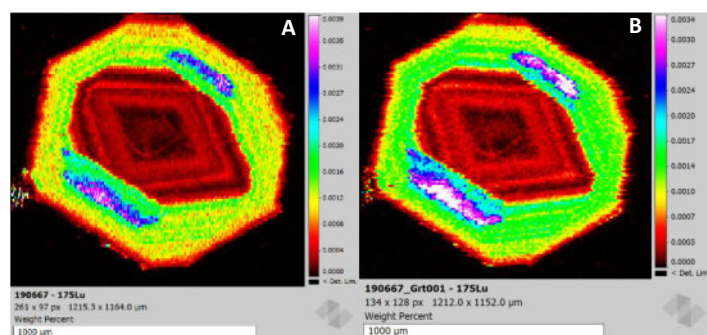 A
0.0039
0.0035
0.0031
0.0027
0.0024
0.0020
0.0016
0.0012
0.0008
0.0004
0.0000
< Det. Lim.
190667 - 175Lu
261 x 97 px 1215.3 x 1164.0 µm
Weight Percent
1000 µm
B
0.0034
0.0030
0.0027
0.0024
0.0020
0.0017
0.0013
0.0010
0.0007
0.0003
0.0000
< Det. Lim.
190667_Grt001 - 175Lu
134 x 128 px 1212.0 x 1152.0 µm
Weight Percent
1000 µm